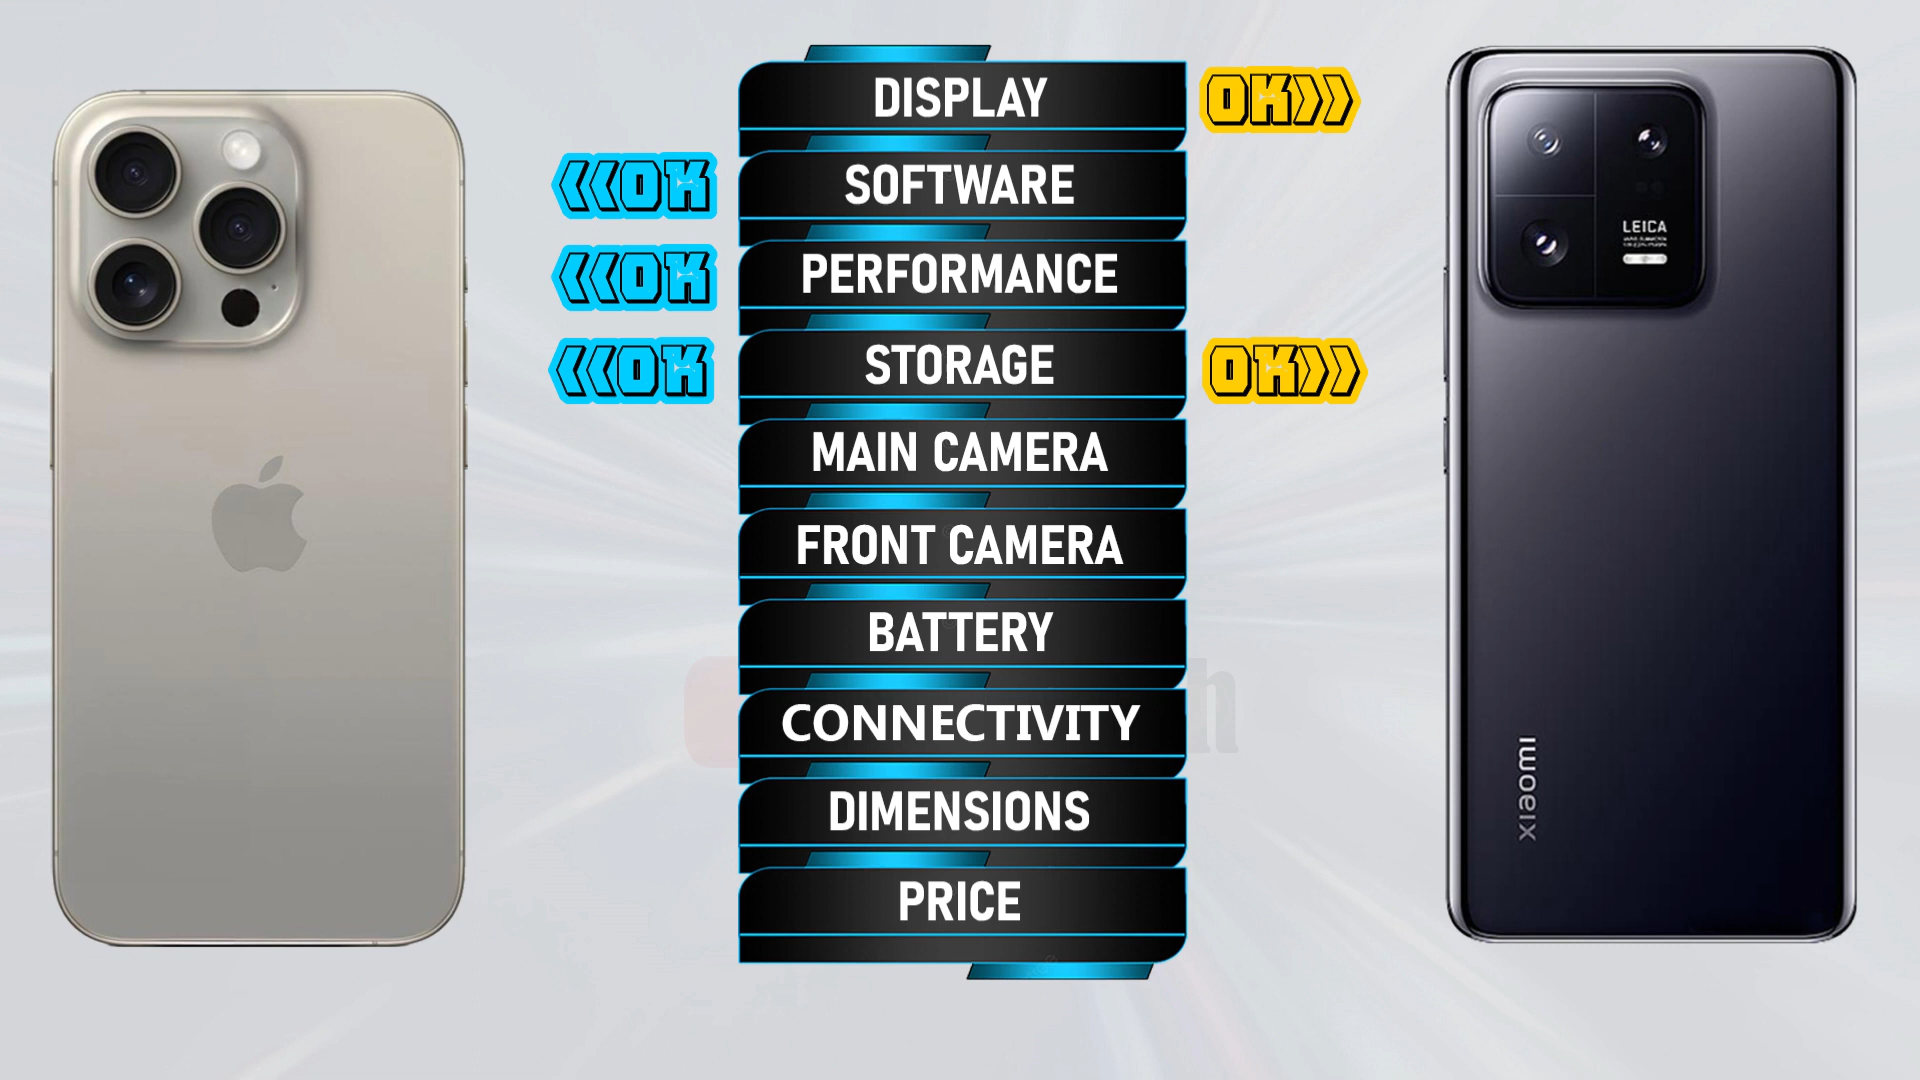 DISPLAY OK
OK SOFTWARE
OK PERFORMANCE
OK STORAGE OK
MAIN CAMERA
FRONT CAMERA
BATTERY
CONNECTIVITY
DIMENSIONS
PRICE
LEICA
xiaomi